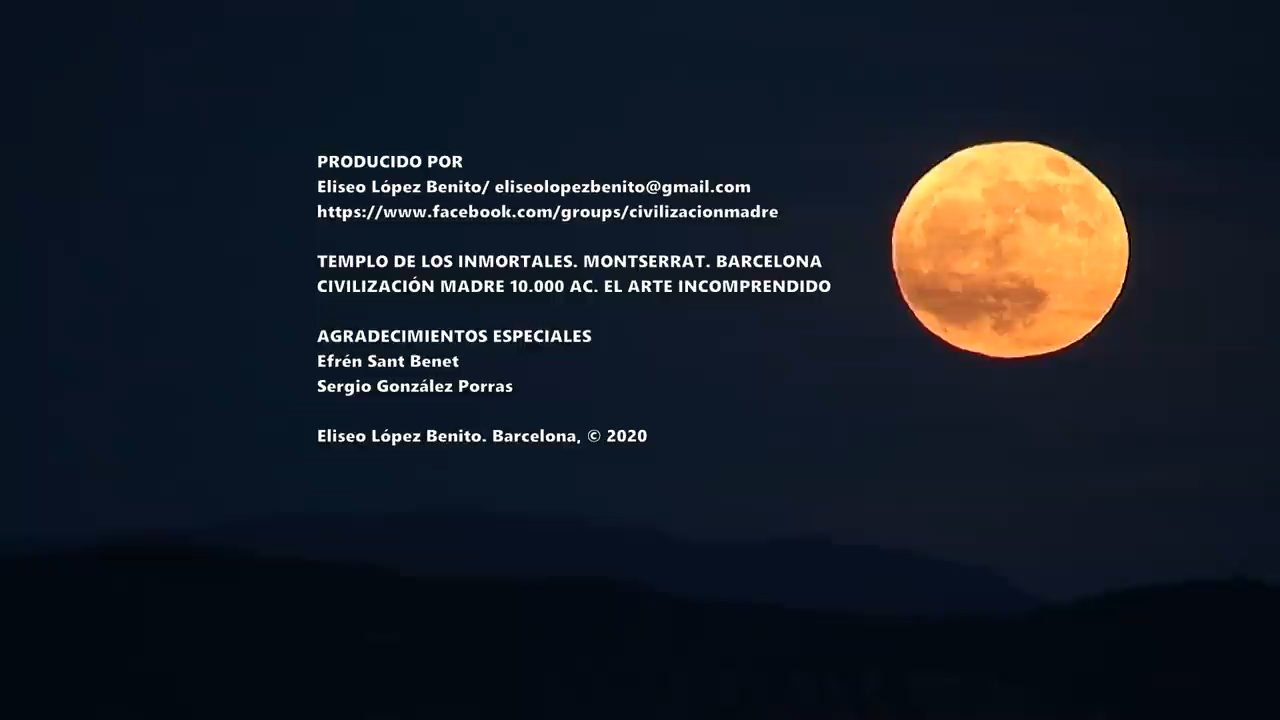 PRODUCIDO POR
Eliseo López Benito/ eliseolopezbenito@gmail.com
https://www.facebook.com/groups/civilizacionmadre
TEMPLO DE LOS INMORTALES. MONTSERRAT. BARCELONA
CIVILIZACIÓN MADRE 10.000 AC. EL ARTE INCOMPRENDIDO
AGRADECIMIENTOS ESPECIALES
Efrén Sant Benet
Sergio González Porras
Eliseo López Benito. Barcelona, © 2020